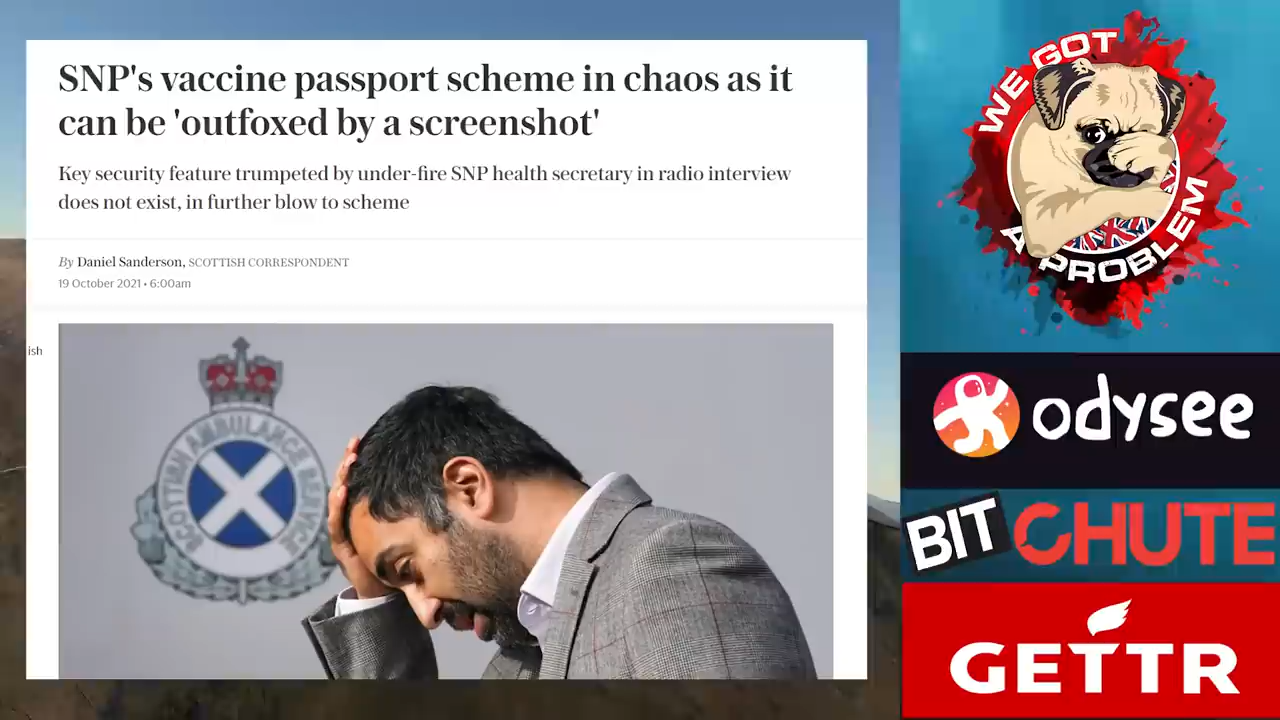 SNP's vaccine passport scheme in chaos as it
can be 'outfoxed by a screenshot'
Key security feature trumpeted by under-fire SNP health secretary in radio interview
does not exist, in further blow to scheme
By Daniel Sanderson, SCOTTISH CORRESPONDENT
19 October 2021 • 6:00am
ish
SCOTTISH AMBULANCE SERVICE
WE GOT
A PROBLEM
odysee
BITCHUTE
GETTR